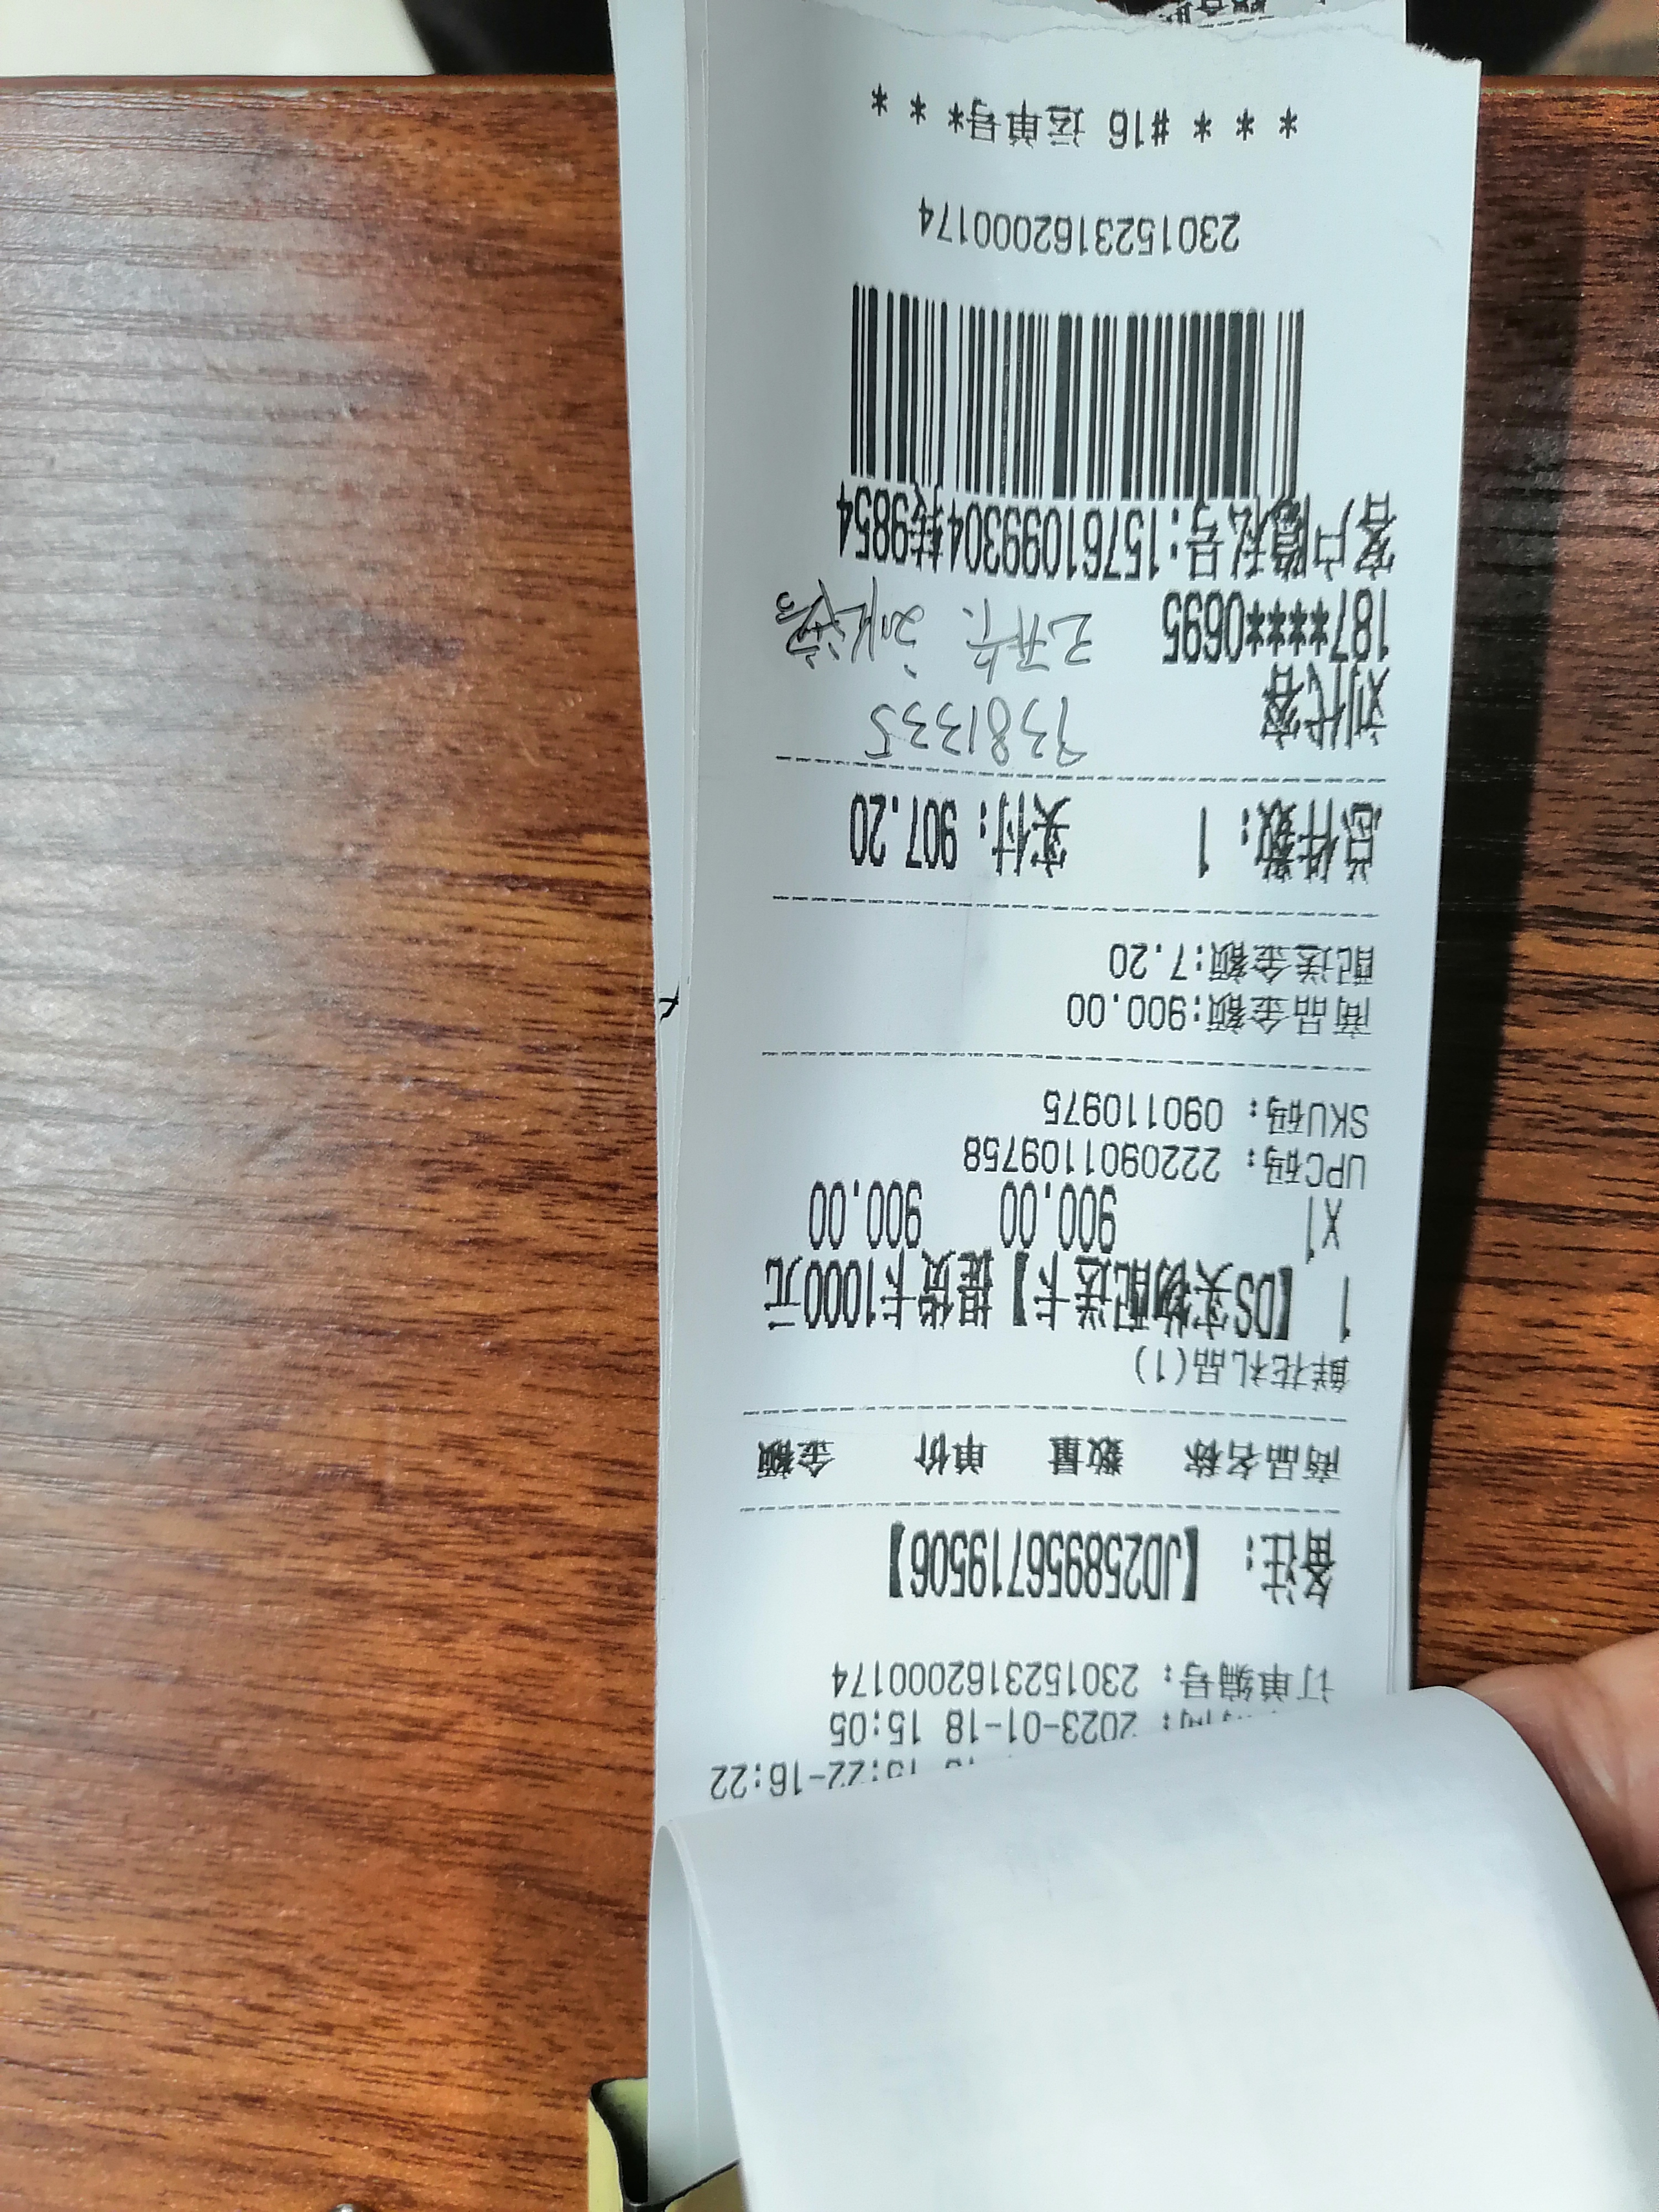 15:22-16:22
2023-01-18 15:05
订单编号: 2301523162000174
备注: 【JD258956719506】
商品名称 数量 单价 金额
鲜花礼品(1)
1 【DS实物配送卡】提货卡1000元
X1 900.00 900.00
UPC码: 2220901109758
SKU码: 090110975
商品金额:900.00
配送金额:7.20
总件数: 1 实付: 907.20
刘代容
187****0695
客户隐私号:15761099304转9854
2301523162000174
* * * #16 运单号* * *